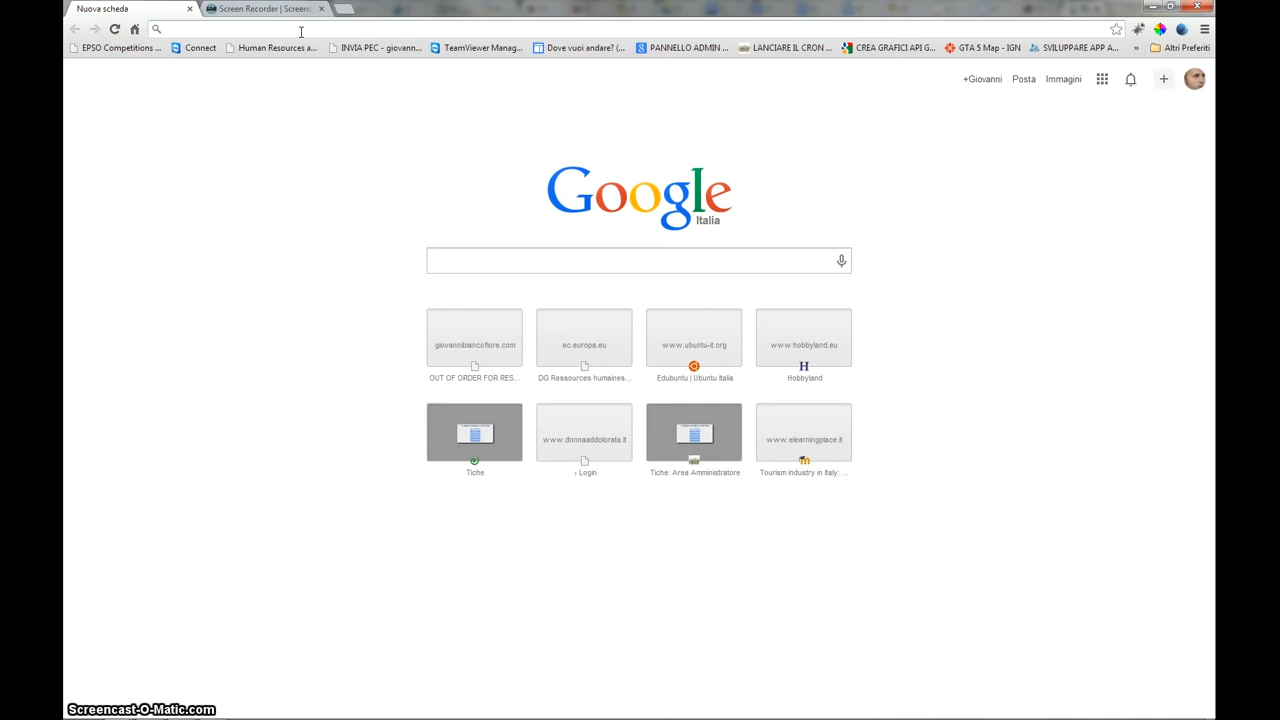 Nuova scheda
Screen Recorder | Screenc
EPSO Competitions ...
Connect
Human Resources a...
INVIA PEC - giovann...
TeamViewer Manag...
Dove vuoi andare? (...
PANNELLO ADMIN ...
LANCIARE IL CRON ...
CREA GRAFICI API G...
GTA 5 Map - IGN
SVILUPPARE APP A...
»
Altri Preferiti
+Giovanni
Posta
Immagini
Google
Italia
giovannibiancofiore.com
ec.europa.eu
www.ubuntu-it.org
www.hobbyland.eu
H
OUT OF ORDER FOR RES...
DG Ressources humaines...
Edubuntu | Ubuntu Italia
Hobbyland
www.donnaaddolorata.it
www.elearningplace.it
Tiche
› Login
Tiche: Area Amministratore
Tourism industry in Italy: ...
Screencast-O-Matic.com